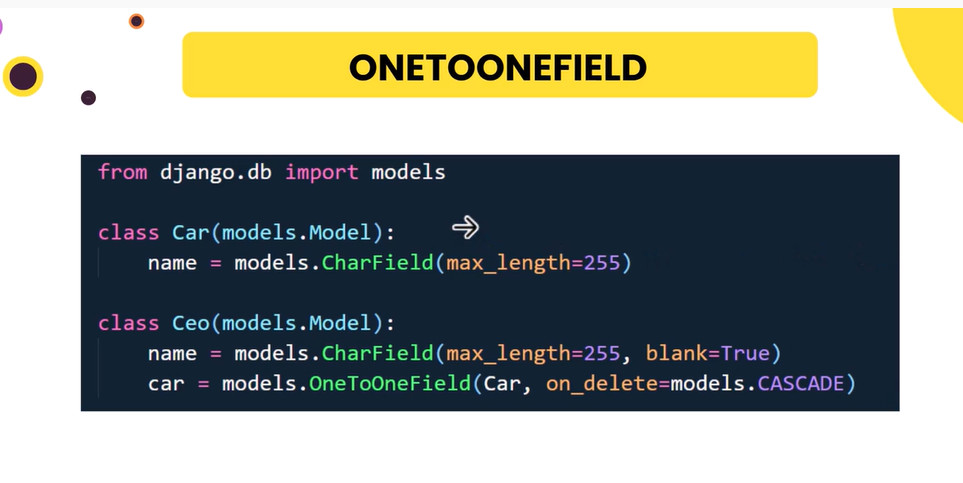 ONETOONEFIELD
from django.db import models
class Car(models.Model):
    name = models.CharField(max_length=255)
class Ceo(models.Model):
    name = models.CharField(max_length=255, blank=True)
    car = models.OneToOneField(Car, on_delete=models.CASCADE)